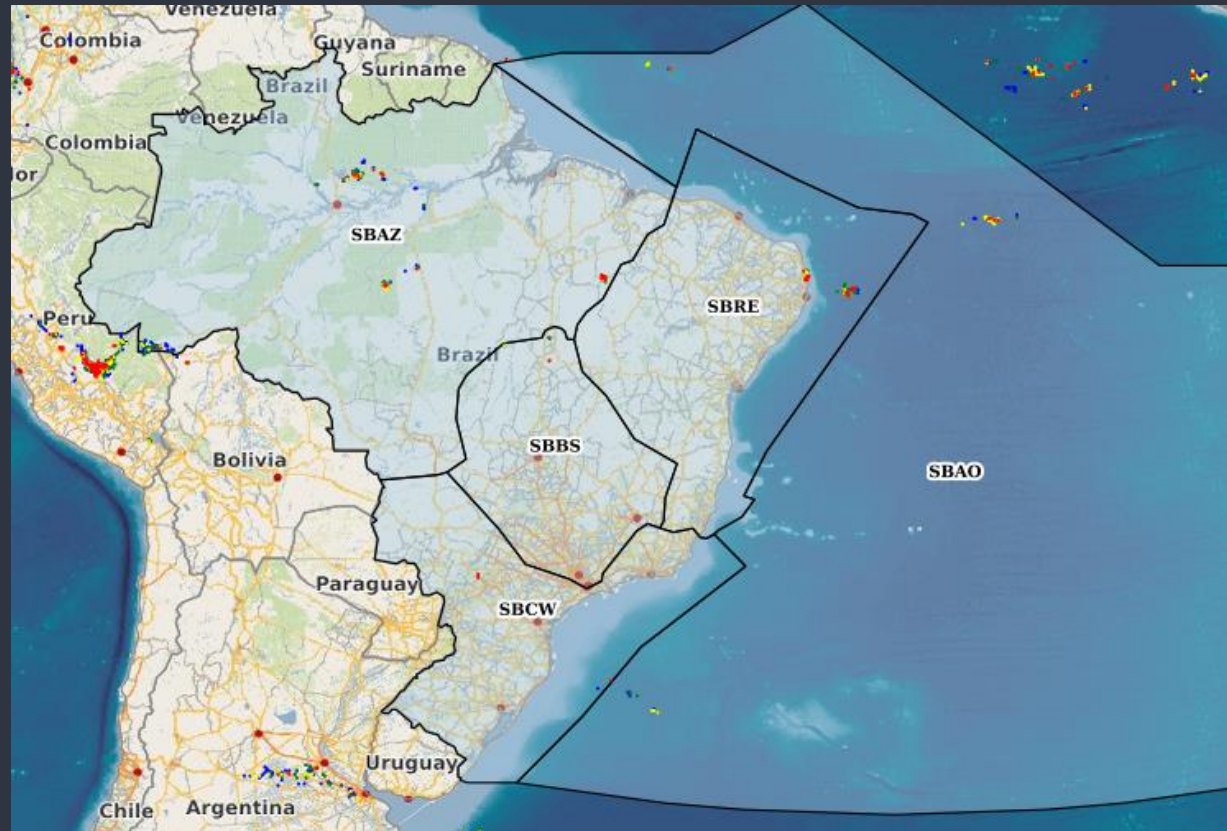 Venezuela
Colombia
Guyana
Suriname
Brazil
Venezuela
Colombia
lor
SBAZ
SBRE
Peru
Brazil
SBBS
Bolivia
SBAO
Paraguay
SBCW
Uruguay
Chile
Argentina